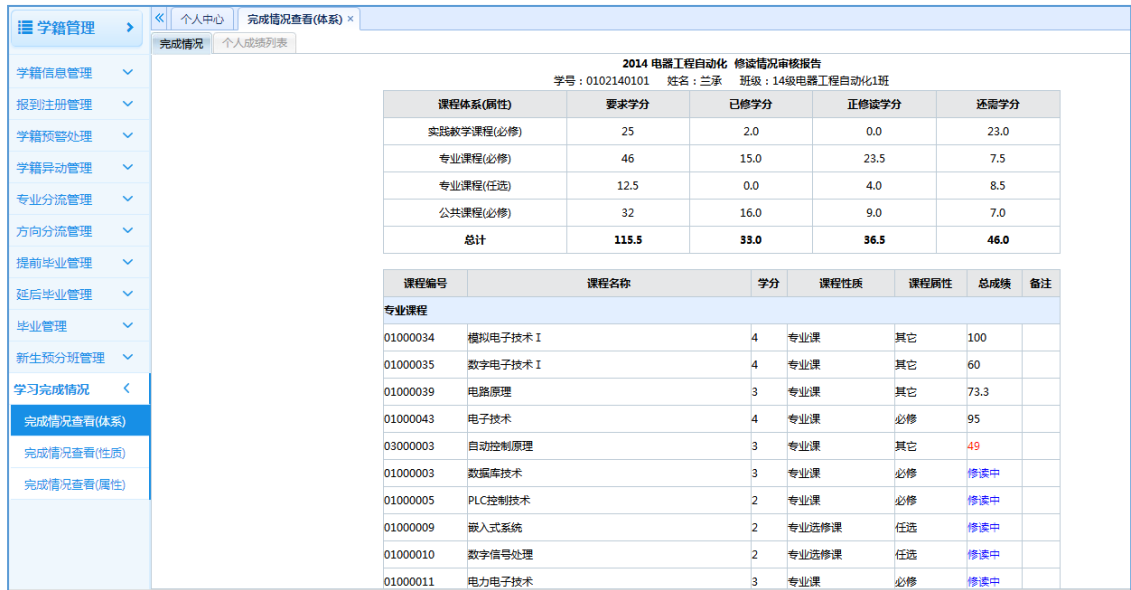 学籍管理
个人中心 完成情况查看(体系) ×
完成情况 个人成绩列表
学籍信息管理
报到注册管理
学籍预警处理
学籍异动管理
专业分流管理
方向分流管理
提前毕业管理
延后毕业管理
毕业管理
新生预分班管理
学习完成情况
完成情况查看(体系)
完成情况查看(性质)
完成情况查看(属性)
2014 电器工程自动化 修读情况审核报告
学号：0102140101 姓名：兰承 班级：14级电器工程自动化1班
课程体系(属性) 要求学分 已修学分 正修读学分 还需学分
实践教学课程(必修) 25 2.0 0.0 23.0
专业课程(必修) 46 15.0 23.5 7.5
专业课程(任选) 12.5 0.0 4.0 8.5
公共课程(必修) 32 16.0 9.0 7.0
总计 115.5 33.0 36.5 46.0
课程编号 课程名称 学分 课程性质 课程属性 总成绩 备注
专业课程
01000034 模拟电子技术 I 4 专业课 其它 100
01000035 数字电子技术 I 4 专业课 其它 60
01000039 电路原理 3 专业课 其它 73.3
01000043 电子技术 4 专业课 必修 95
03000003 自动控制原理 3 专业课 其它 49
01000003 数据库技术 3 专业课 必修 修读中
01000005 PLC控制技术 2 专业课 必修 修读中
01000009 嵌入式系统 2 专业选修课 任选 修读中
01000010 数字信号处理 2 专业选修课 任选 修读中
01000011 电力电子技术 3 专业课 必修 修读中